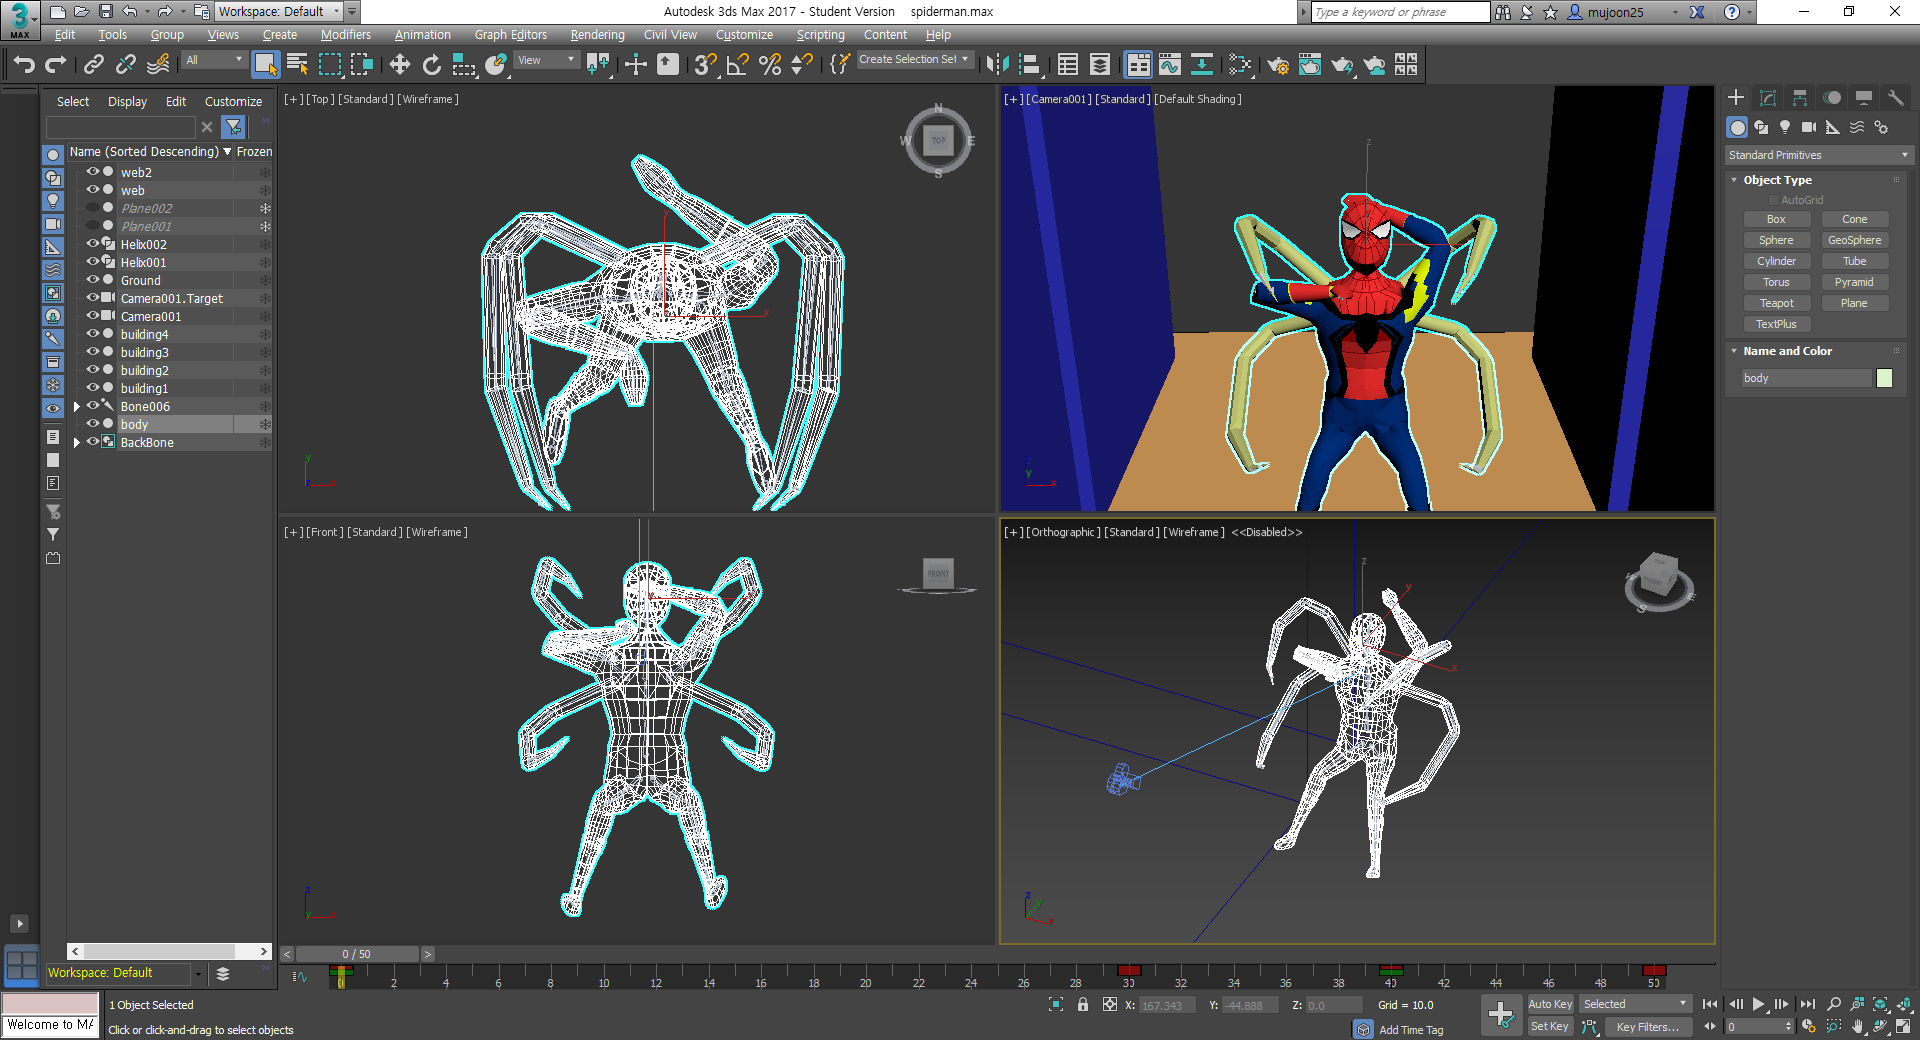 3
MAX
Workspace: Default
Autodesk 3ds Max 2017 - Student Version spiderman.max
Type a keyword or phrase
mujoon25
Edit Tools Group Views Create Modifiers Animation Graph Editors Rendering Civil View Customize Scripting Content Help
All
View
3
Create Selection Set
Select Display Edit Customize
Name (Sorted Descending) Frozen
web2
web
Plane002
Plane001
Helix002
Helix001
Ground
Camera001.Target
Camera001
building4
building3
building2
building1
Bone006
body
BackBone
Workspace: Default
[+] [Top] [Standard] [Wireframe]
N
W TOP E
S
y
x
y
z x
[+] [Camera001] [Standard] [Default Shading]
z
y
x
[+] [Front] [Standard] [Wireframe]
FRONT
z
y x
[+] [Orthographic] [Standard] [Wireframe] <<Disabled>>
TOP
FRONT
W
S
E
z
y
x
z
y
x
Standard Primitives
Object Type
AutoGrid
Box Cone
Sphere GeoSphere
Cylinder Tube
Torus Pyramid
Teapot Plane
TextPlus
Name and Color
body
< 0 / 50 >
0 2 4 6 8 10 12 14 16 18 20 22 24 26 28 30 32 34 36 38 40 42 44 46 48 50
Welcome to MA
1 Object Selected
Click or click-and-drag to select objects
X: 167.343 Y: -44.888 Z: 0.0 Grid = 10.0
Add Time Tag
Auto Key Selected
Set Key Key Filters...
0